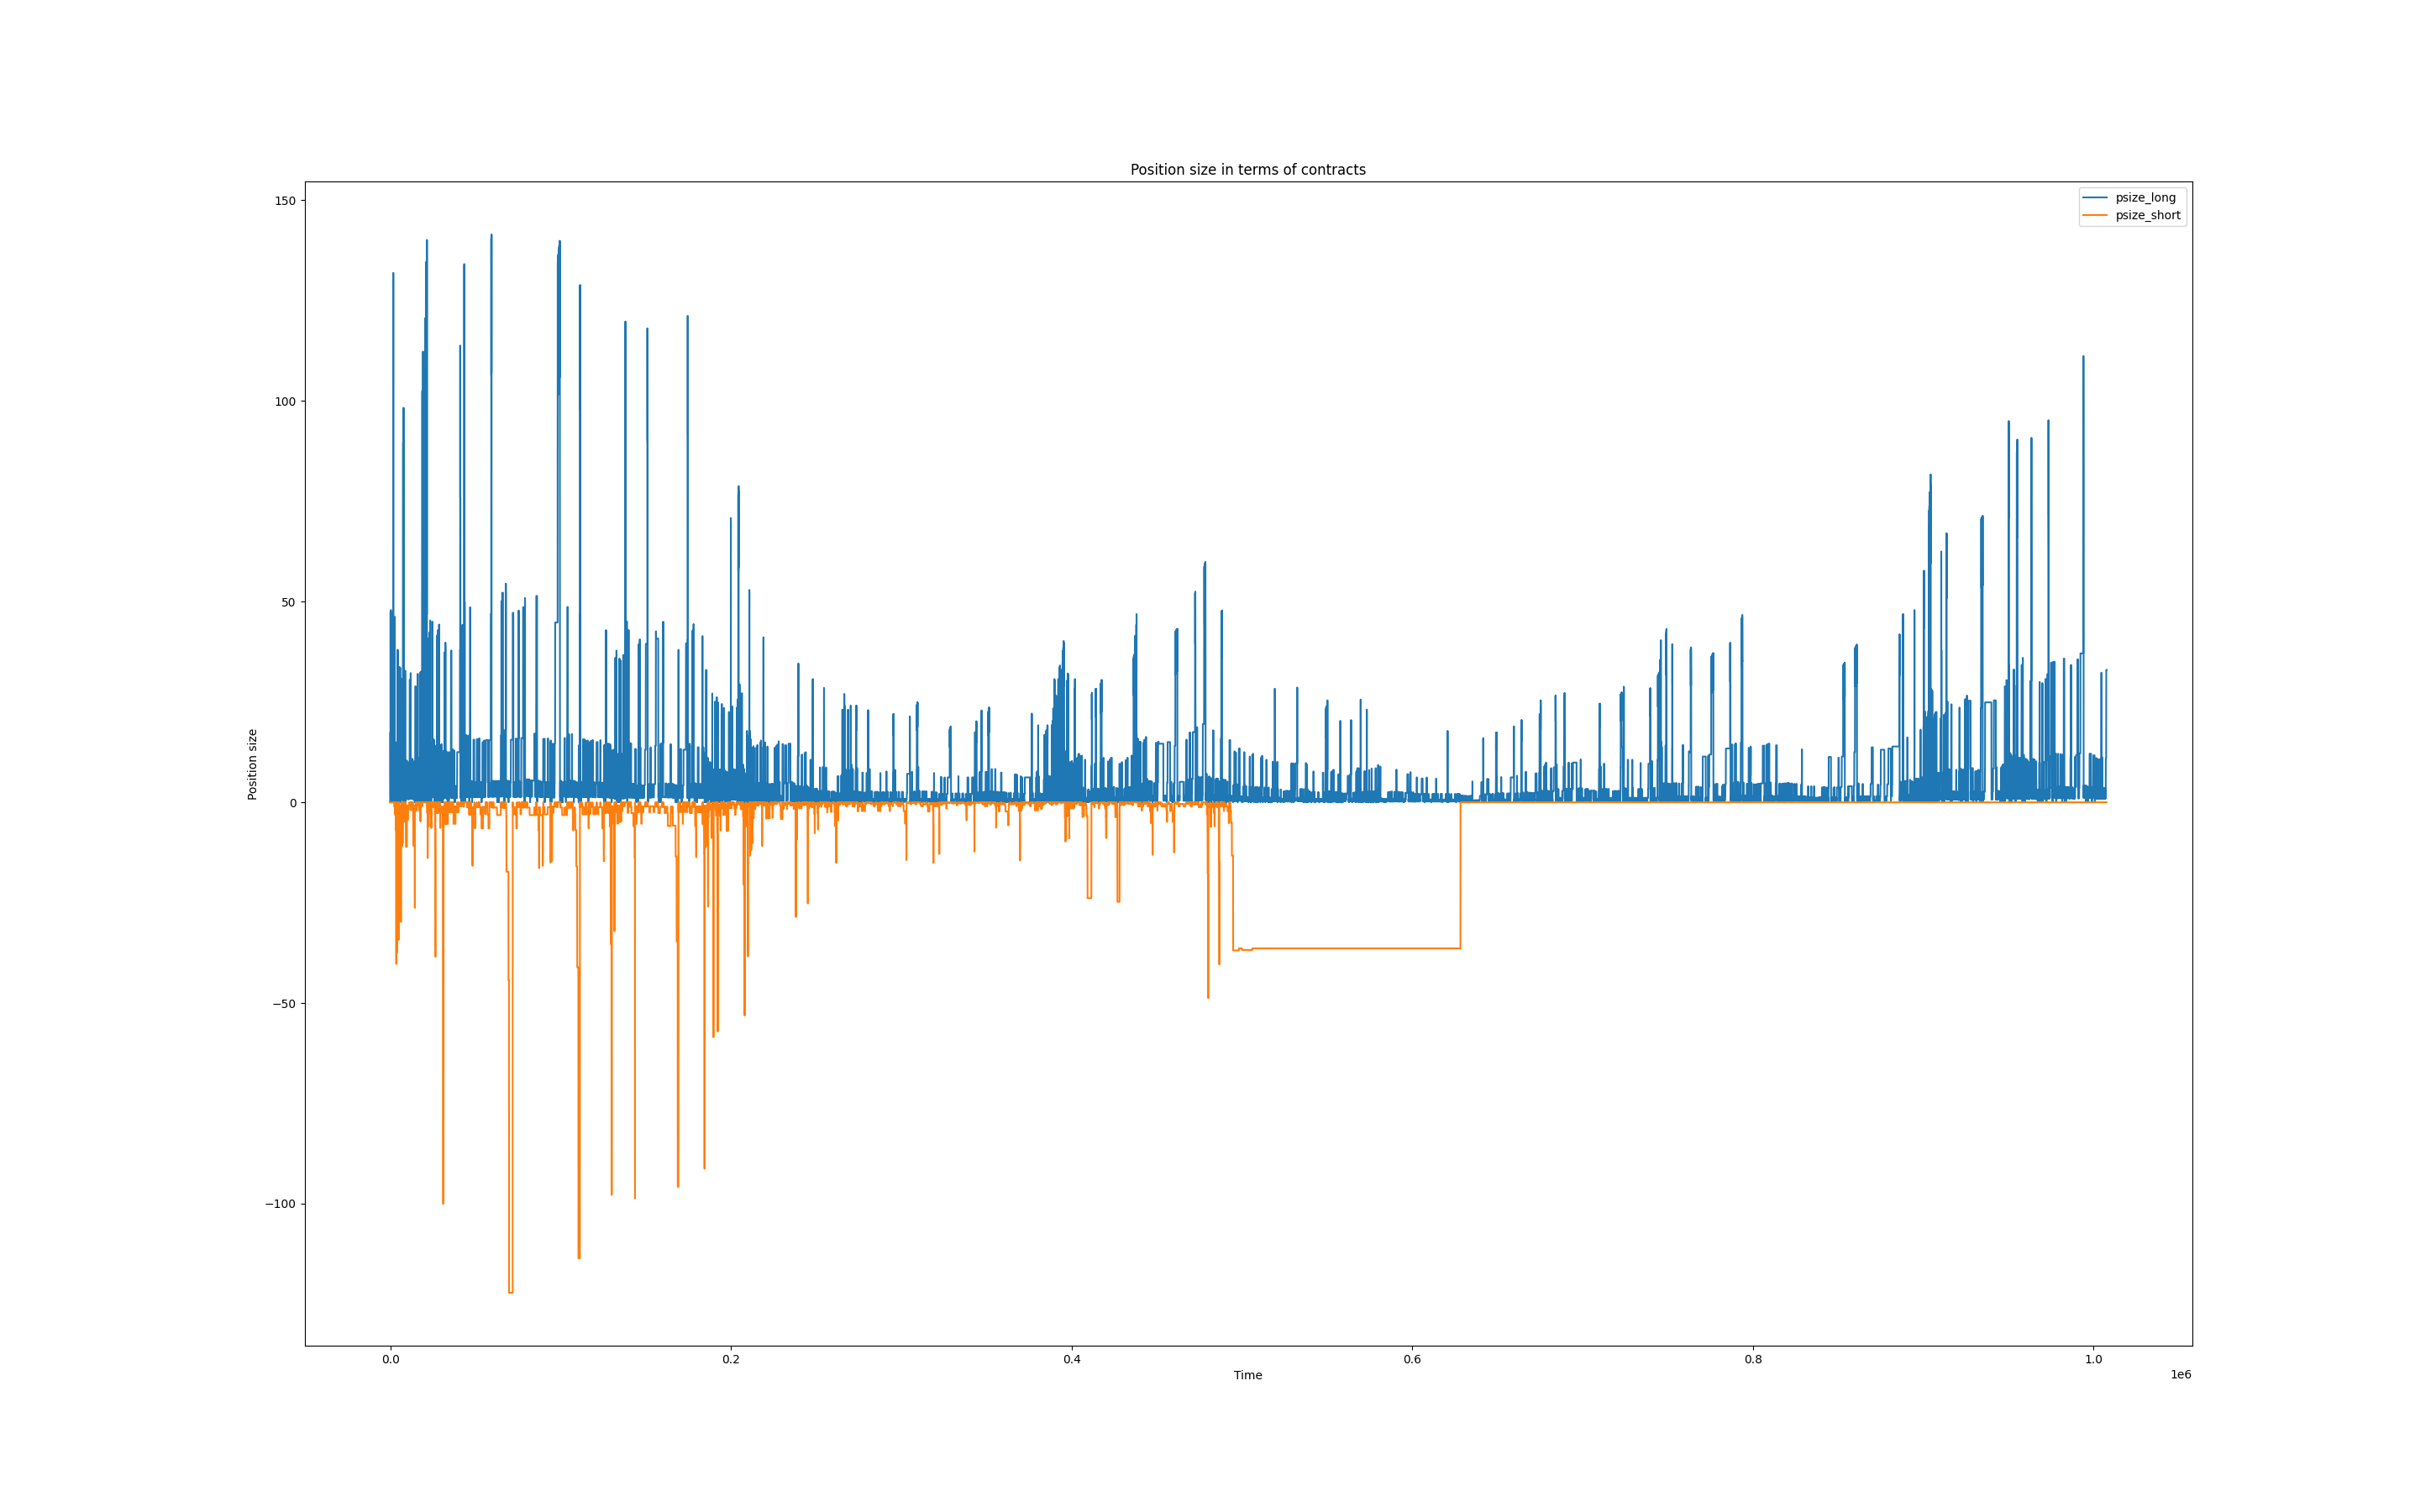 Position size in terms of contracts
psize_long
psize_short
150
100
50
0
−50
−100
Position size
0.0
0.2
0.4
0.6
0.8
1.0
1e6
Time